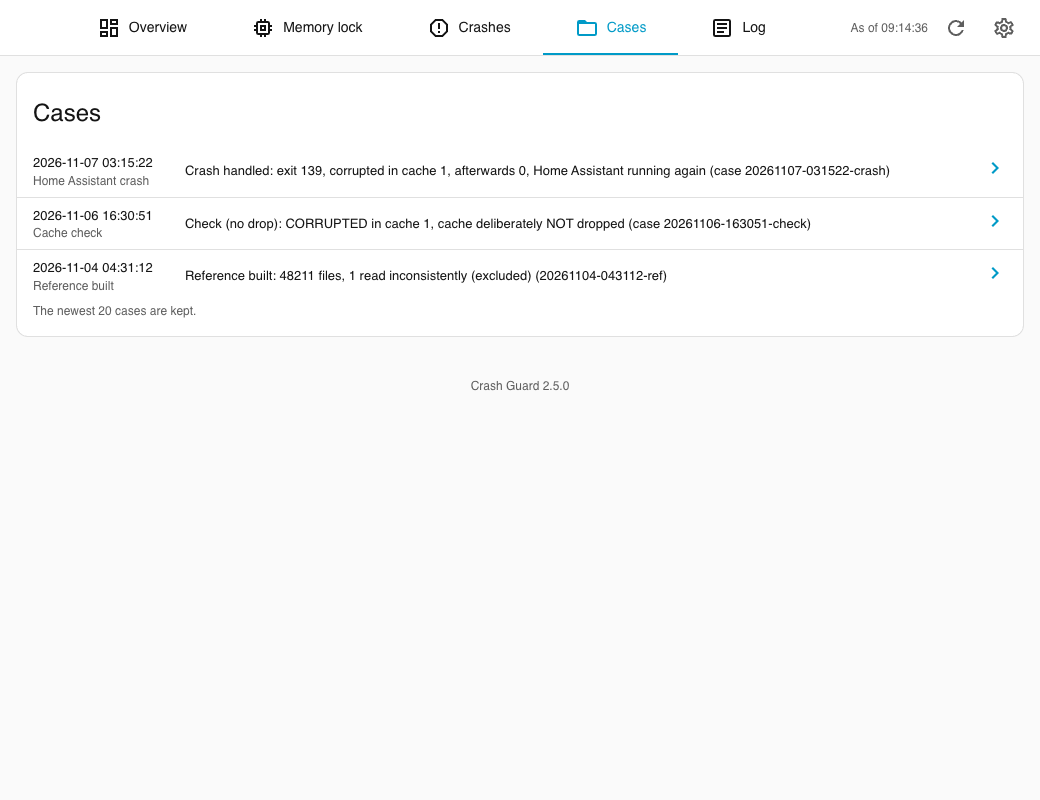 Overview
Memory lock
Crashes
Cases
Log
As of 09:14:36
Cases
2026-11-07 03:15:22
Home Assistant crash
Crash handled: exit 139, corrupted in cache 1, afterwards 0, Home Assistant running again (case 20261107-031522-crash)
2026-11-06 16:30:51
Cache check
Check (no drop): CORRUPTED in cache 1, cache deliberately NOT dropped (case 20261106-163051-check)
2026-11-04 04:31:12
Reference built
Reference built: 48211 files, 1 read inconsistently (excluded) (20261104-043112-ref)
The newest 20 cases are kept.
Crash Guard 2.5.0